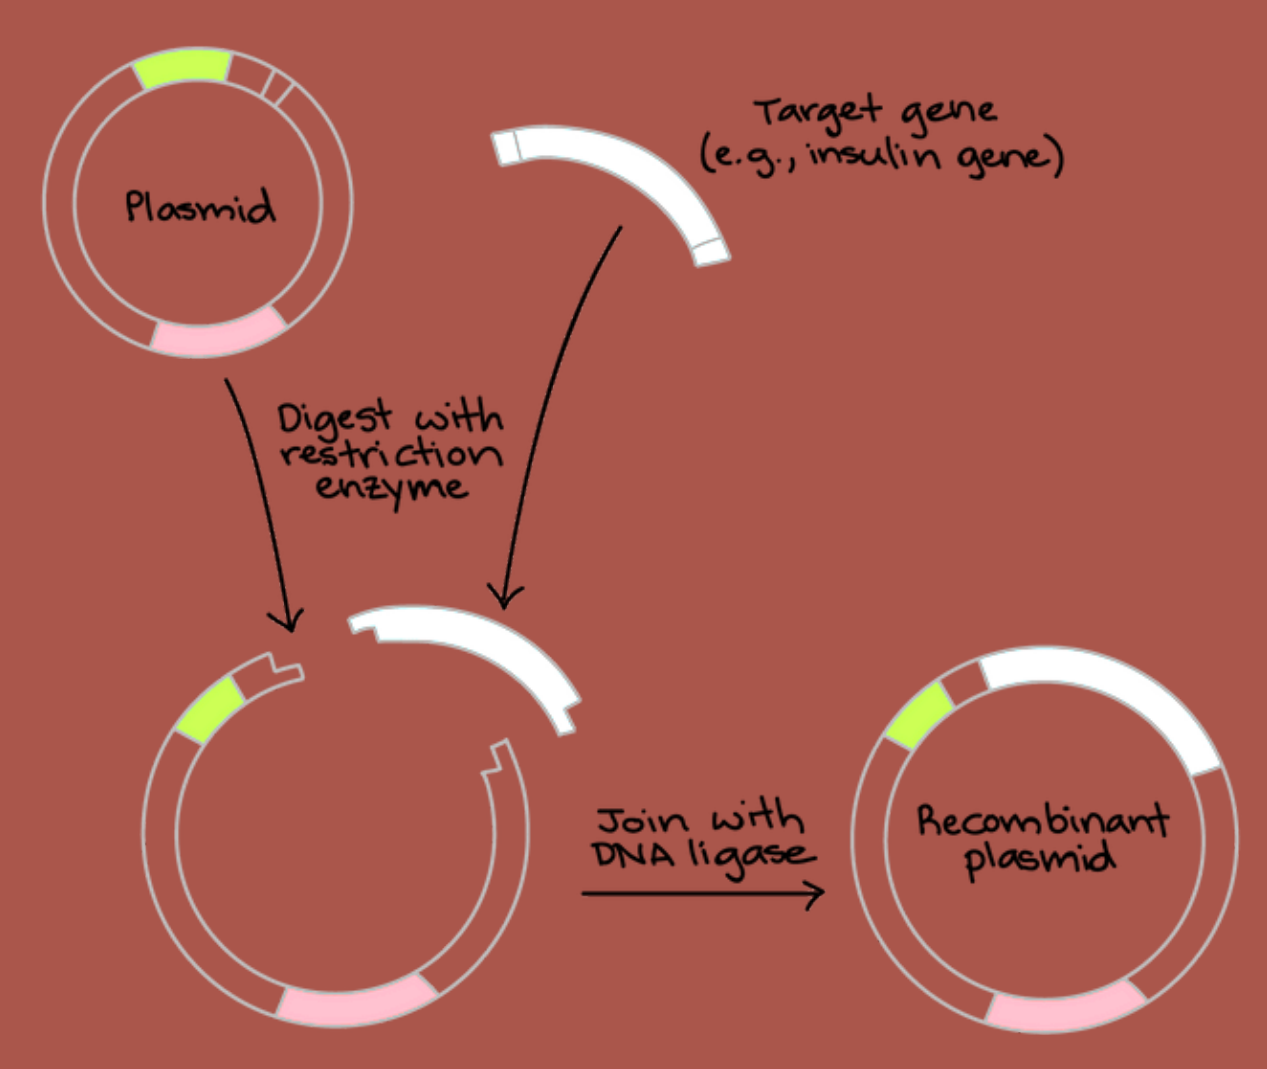 Plasmid
Target gene
(e.g., insulin gene)
Digest with
restriction
enzyme
Join with
DNA ligase
Recombinant
plasmid